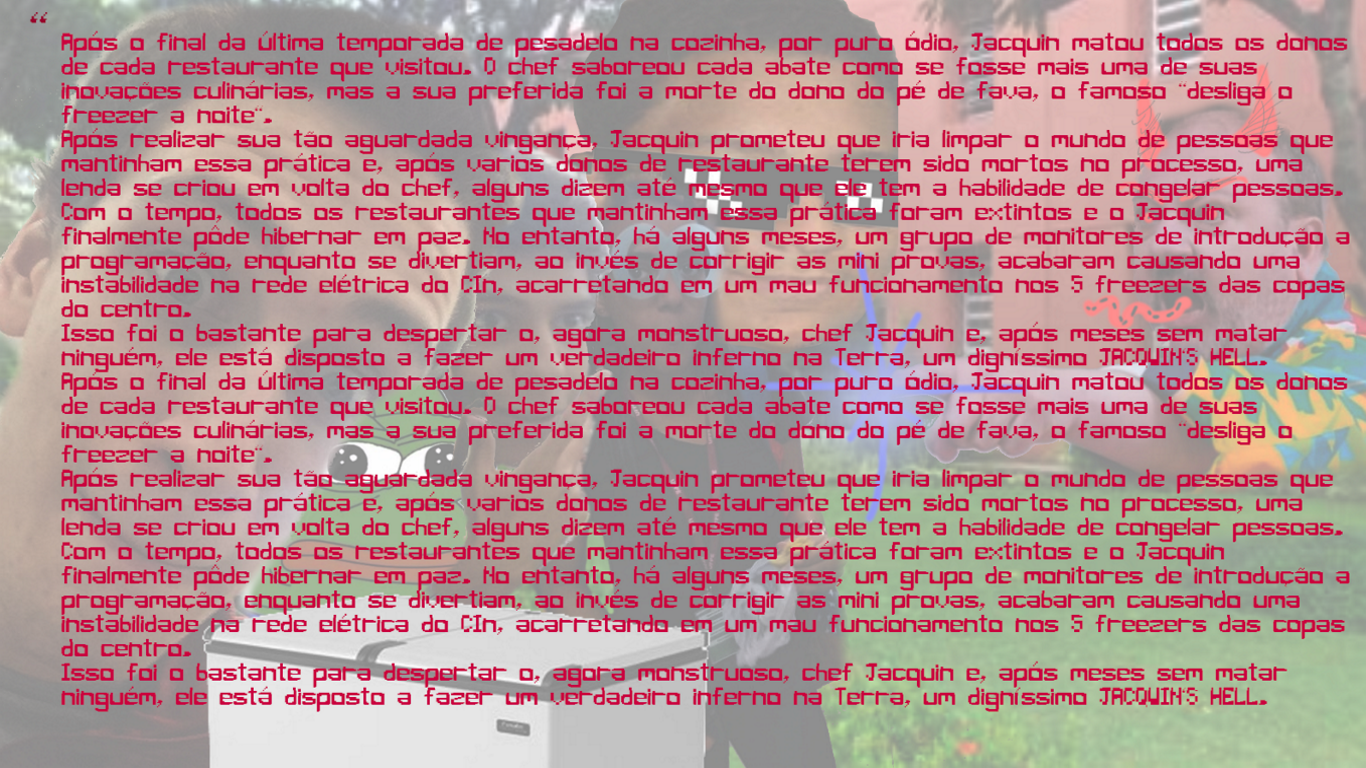 “
Após o final da última temporada de pesadelo na cozinha, por puro ódio, Jacquin matou todos os donos
de cada restaurante que visitou. O chef saboreou cada abate como se fosse mais uma de suas
inovações culinárias, mas a sua preferida foi a morte do dono do pé de fava, o famoso "desliga o
freezer a noite".
Após realizar sua tão aguardada vingança, Jacquin prometeu que iria limpar o mundo de pessoas que
mantinham essa prática e, após varios donos de restaurante terem sido mortos no processo, uma
lenda se criou em volta do chef, alguns dizem até mesmo que ele tem a habilidade de congelar pessoas.
Com o tempo, todos os restaurantes que mantinham essa prática foram extintos e o Jacquin
finalmente pôde hibernar em paz. No entanto, há alguns meses, um grupo de monitores de introdução a
programação, enquanto se divertiam, ao invés de corrigir as mini provas, acabaram causando uma
instabilidade na rede elétrica do CIn, acarretando em um mau funcionamento nos 5 freezers das copas
do centro.
Isso foi o bastante para despertar o, agora monstruoso, chef Jacquin e, após meses sem matar
ninguém, ele está disposto a fazer um verdadeiro inferno na Terra, um digníssimo JACQWIN'S HELL.
Após o final da última temporada de pesadelo na cozinha, por puro ódio, Jacquin matou todos os donos
de cada restaurante que visitou. O chef saboreou cada abate como se fosse mais uma de suas
inovações culinárias, mas a sua preferida foi a morte do dono do pé de fava, o famoso "desliga o
freezer a noite".
Após realizar sua tão aguardada vingança, Jacquin prometeu que iria limpar o mundo de pessoas que
mantinham essa prática e, após varios donos de restaurante terem sido mortos no processo, uma
lenda se criou em volta do chef, alguns dizem até mesmo que ele tem a habilidade de congelar pessoas.
Com o tempo, todos os restaurantes que mantinham essa prática foram extintos e o Jacquin
finalmente pôde hibernar em paz. No entanto, há alguns meses, um grupo de monitores de introdução a
programação, enquanto se divertiam, ao invés de corrigir as mini provas, acabaram causando uma
instabilidade na rede elétrica do CIn, acarretando em um mau funcionamento nos 5 freezers das copas
do centro.
Isso foi o bastante para despertar o, agora monstruoso, chef Jacquin e, após meses sem matar
ninguém, ele está disposto a fazer um verdadeiro inferno na Terra, um digníssimo JACQWIN'S HELL.